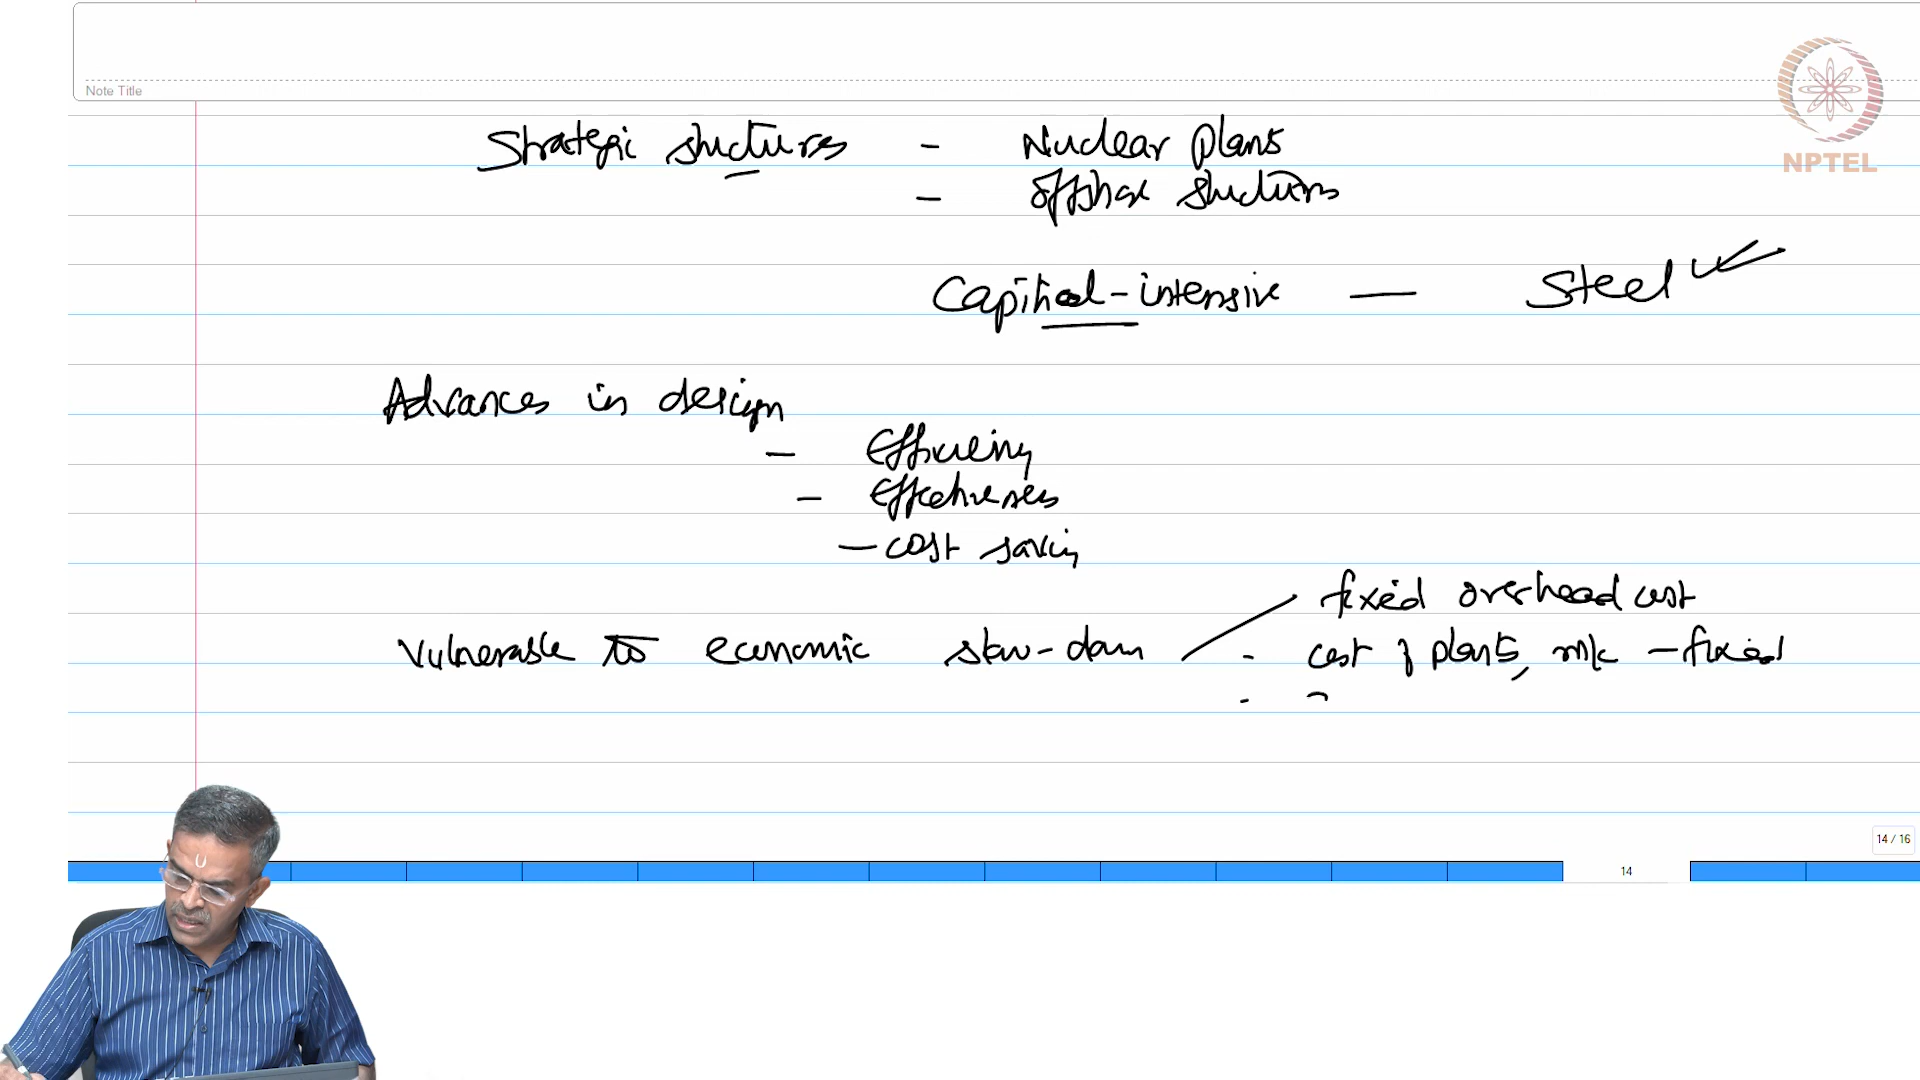 Note Title
NPTEL
Strategic structures - Nuclear plants
- offshore structures
Capital-intensive — Steel
Advances in design
- Efficiency
- Effectiveness
- cost saving
fixed overhead cost
Vulnerable to economic slow-down - cost of plants, m/c - fixed
14 / 16
14